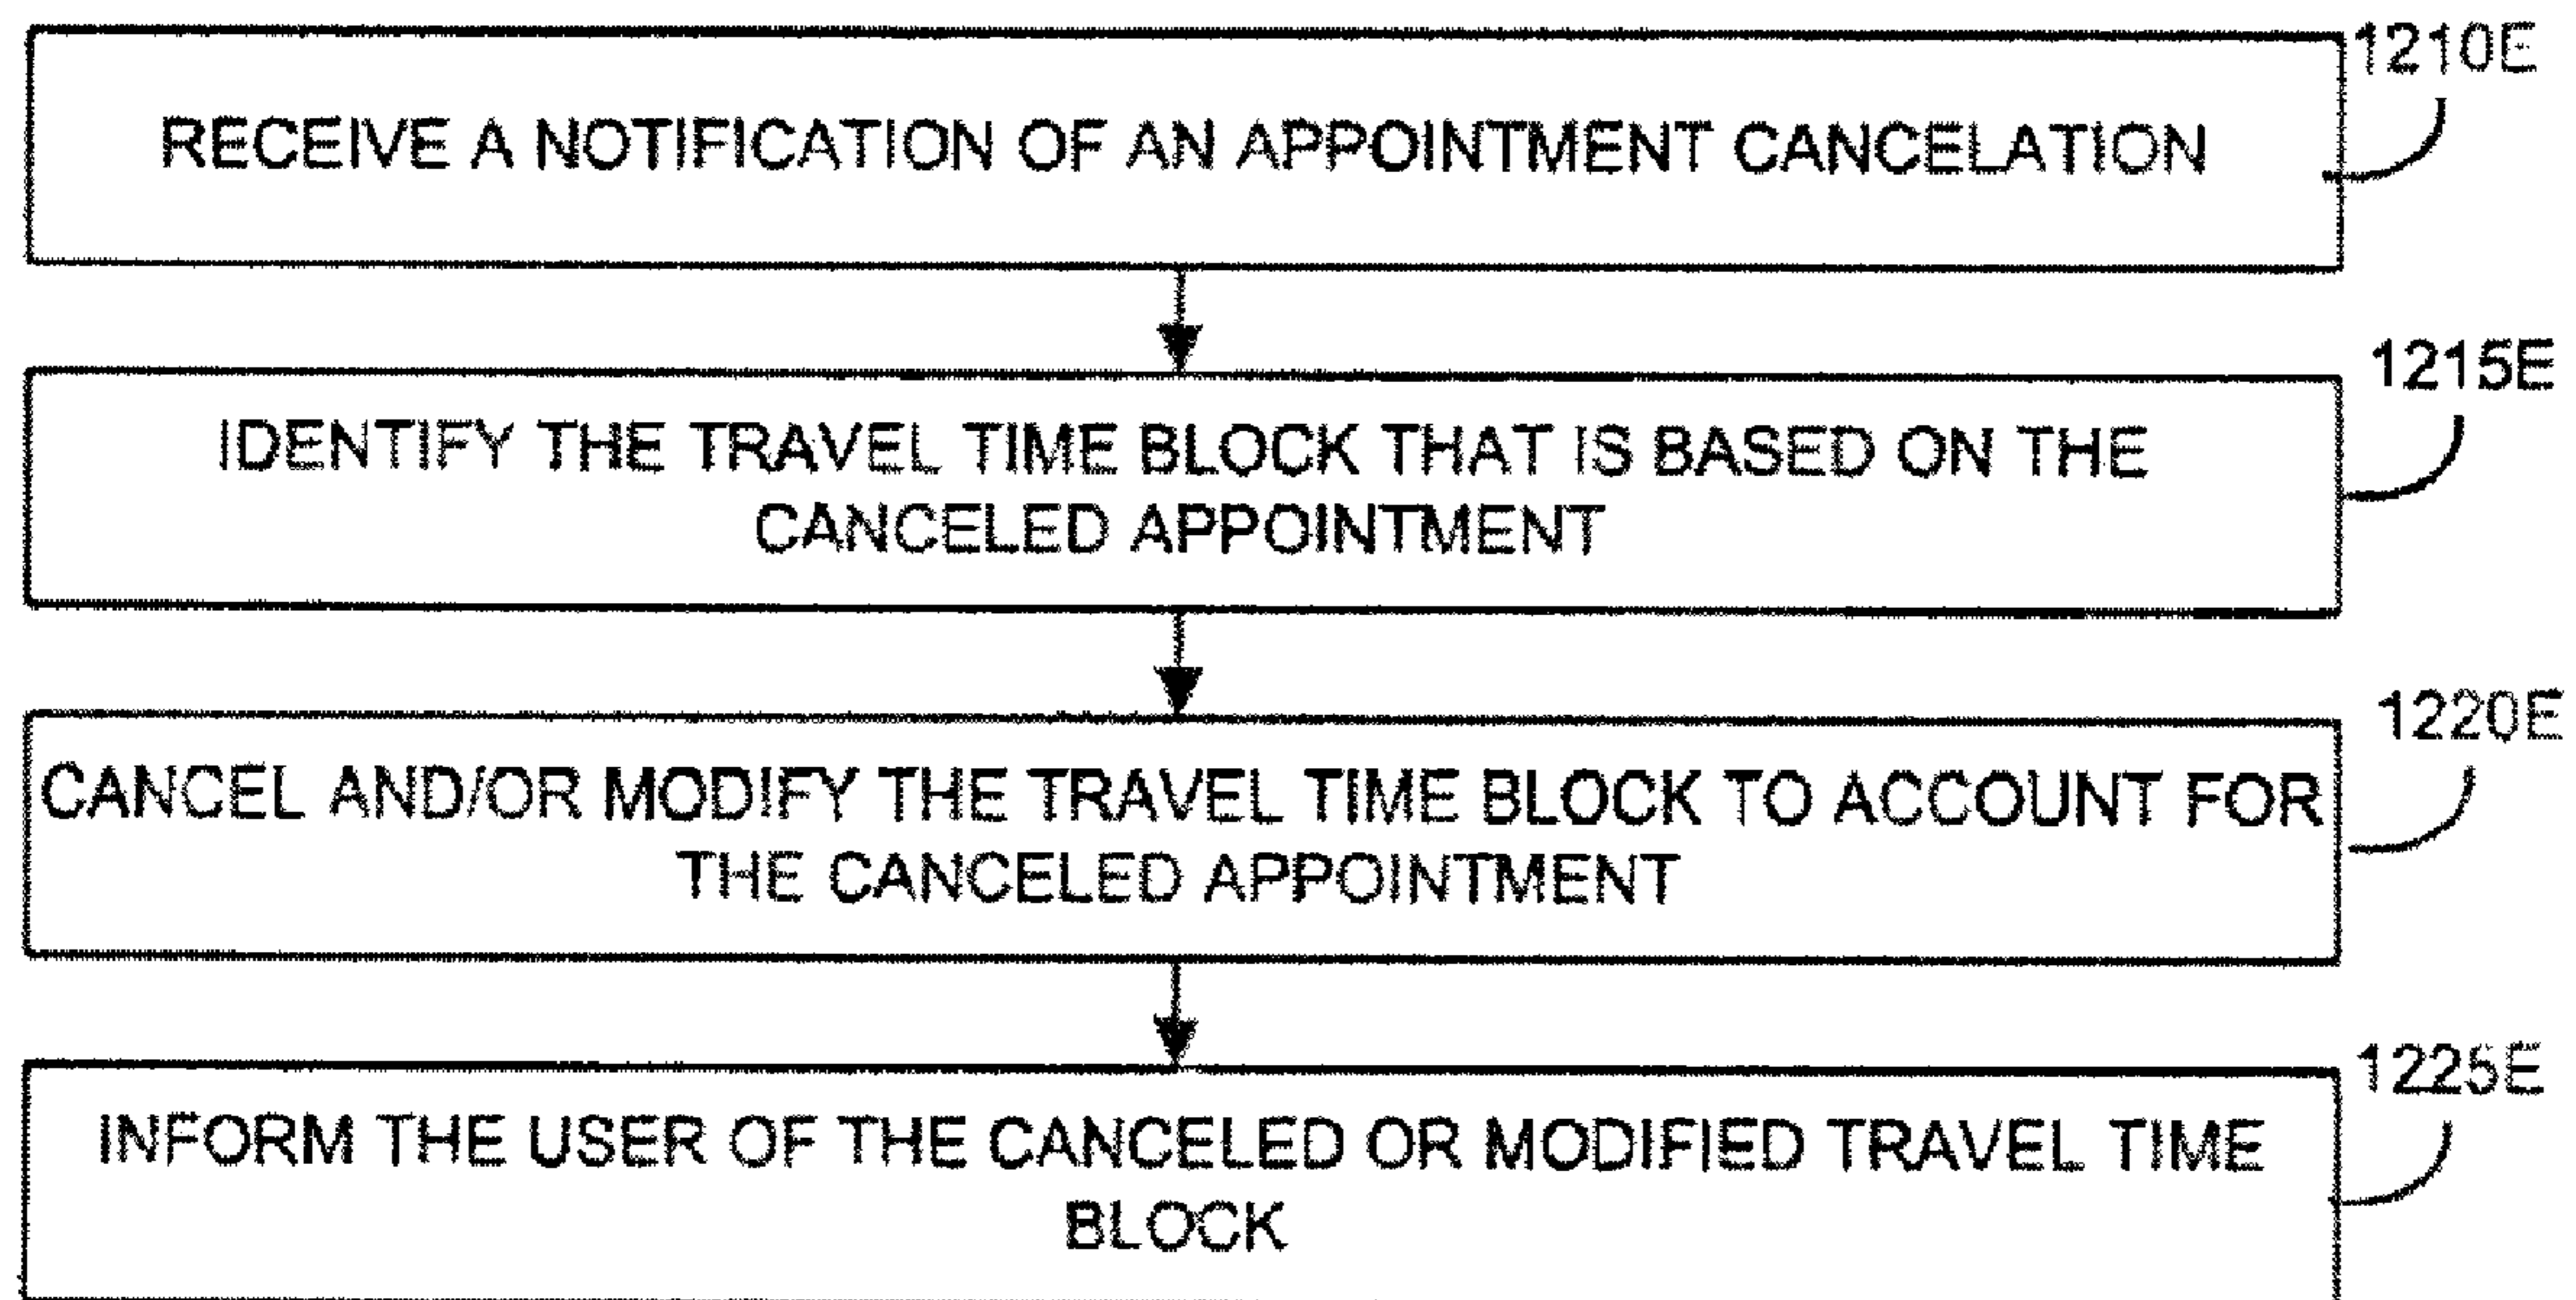 1210E
RECEIVE A NOTIFICATION OF AN APPOINTMENT CANCELATION
1215E
IDENTIFY THE TRAVEL TIME BLOCK THAT IS BASED ON THE
CANCELED APPOINTMENT
1220E
CANCEL AND/OR MODIFY THE TRAVEL TIME BLOCK TO ACCOUNT FOR
THE CANCELED APPOINTMENT
1225E
INFORM THE USER OF THE CANCELED OR MODIFIED TRAVEL TIME
BLOCK